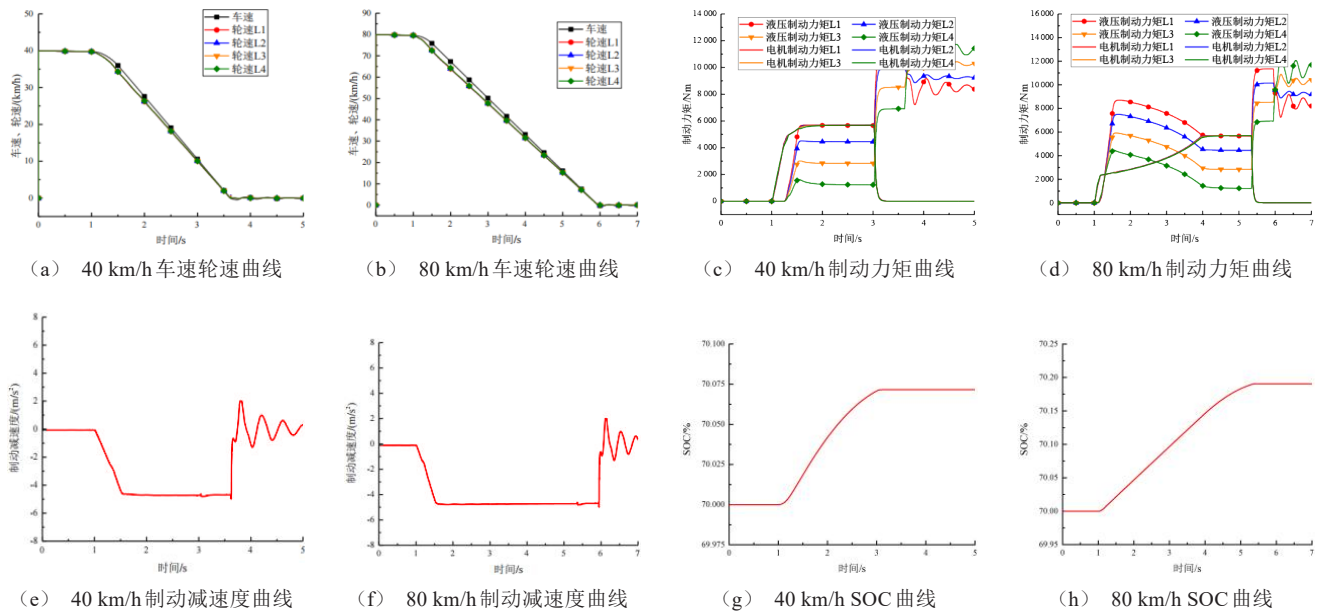 车速
轮速L1
轮速L2
轮速L3
轮速L4
50
40
30
20
10
0
车速、轮速/(km/h)
0 1 2 3 4 5
时间/s
(a) 40 km/h 车速轮速曲线
车速
轮速L1
轮速L2
轮速L3
轮速L4
90
80
70
60
50
40
30
20
10
0
车速、轮速/(km/h)
0 1 2 3 4 5 6 7
时间/s
(b) 80 km/h 车速轮速曲线
液压制动力矩L1 液压制动力矩L2
液压制动力矩L3 液压制动力矩L4
电机制动力矩L1 电机制动力矩L2
电机制动力矩L3 电机制动力矩L4
14 000
12 000
10 000
8 000
6 000
4 000
2 000
0
制动力矩/Nm
0 1 2 3 4 5
时间/s
(c) 40 km/h 制动力矩曲线
液压制动力矩L1 液压制动力矩L2
液压制动力矩L3 液压制动力矩L4
电机制动力矩L1 电机制动力矩L2
电机制动力矩L3 电机制动力矩L4
16 000
14 000
12 000
10 000
8 000
6 000
4 000
2 000
0
制动力矩/Nm
0 1 2 3 4 5 6 7
时间/s
(d) 80 km/h 制动力矩曲线
8
6
4
2
0
-2
-4
-6
-8
制动减速度/(m/s²)
0 1 2 3 4 5
时间/s
(e) 40 km/h 制动减速度曲线
8
6
4
2
0
-2
-4
-6
-8
制动减速度/(m/s²)
0 1 2 3 4 5 6 7
时间/s
(f) 80 km/h 制动减速度曲线
70.100
70.075
70.050
70.025
70.000
69.975
SOC/%
0 1 2 3 4 5
时间/s
(g) 40 km/h SOC 曲线
70.25
70.20
70.15
70.10
70.05
70.00
69.95
SOC/%
0 1 2 3 4 5 6 7
时间/s
(h) 80 km/h SOC 曲线